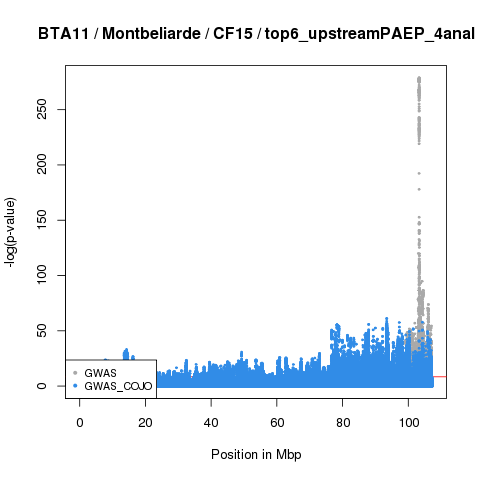 BTA11 / Montbeliarde / CF15 / top6_upstreamPAEP_4anal
-log(p-value)
250
200
150
100
50
0
GWAS
GWAS_COJO
0 20 40 60 80 100
Position in Mbp